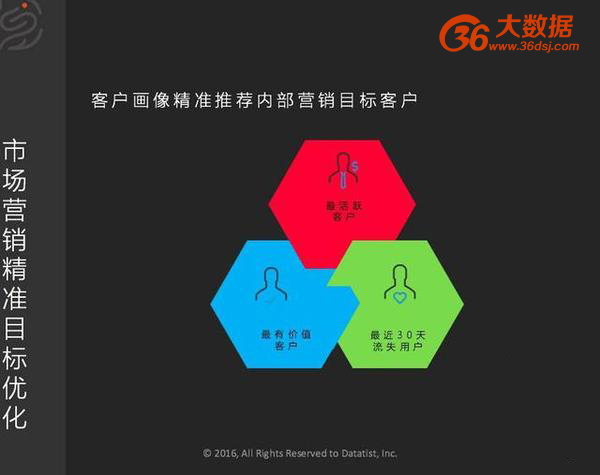 36大数据
www.36dsj.com
客户画像精准推荐内部营销目标客户
市场营销精准目标优化
$
最活跃
客户
最有价值
客户
最近30天
流失用户
© 2016, All Rights Reserved to Datatist, Inc.